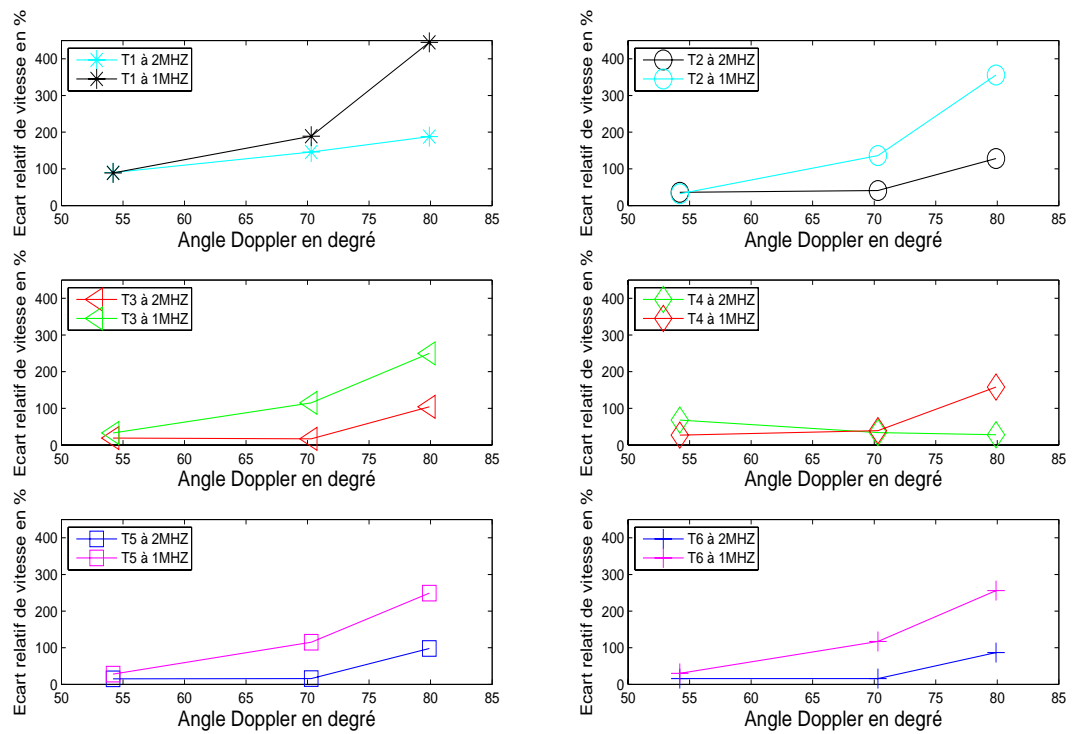 Ecart relatif de vitesse en %
400
300
200
100
0
T1 à 2MHZ
T1 à 1MHZ
50 55 60 65 70 75 80 85
Angle Doppler en degré
Ecart relatif de vitesse en %
400
300
200
100
0
T2 à 2MHZ
T2 à 1MHZ
50 55 60 65 70 75 80 85
Angle Doppler en degré
Ecart relatif de vitesse en %
400
300
200
100
0
T3 à 2MHZ
T3 à 1MHZ
50 55 60 65 70 75 80 85
Angle Doppler en degré
Ecart relatif de vitesse en %
400
300
200
100
0
T4 à 2MHZ
T4 à 1MHZ
50 55 60 65 70 75 80 85
Angle Doppler en degré
Ecart relatif de vitesse en %
400
300
200
100
0
T5 à 2MHZ
T5 à 1MHZ
50 55 60 65 70 75 80 85
Angle Doppler en degré
Ecart relatif de vitesse en %
400
300
200
100
0
T6 à 2MHZ
T6 à 1MHZ
50 55 60 65 70 75 80 85
Angle Doppler en degré